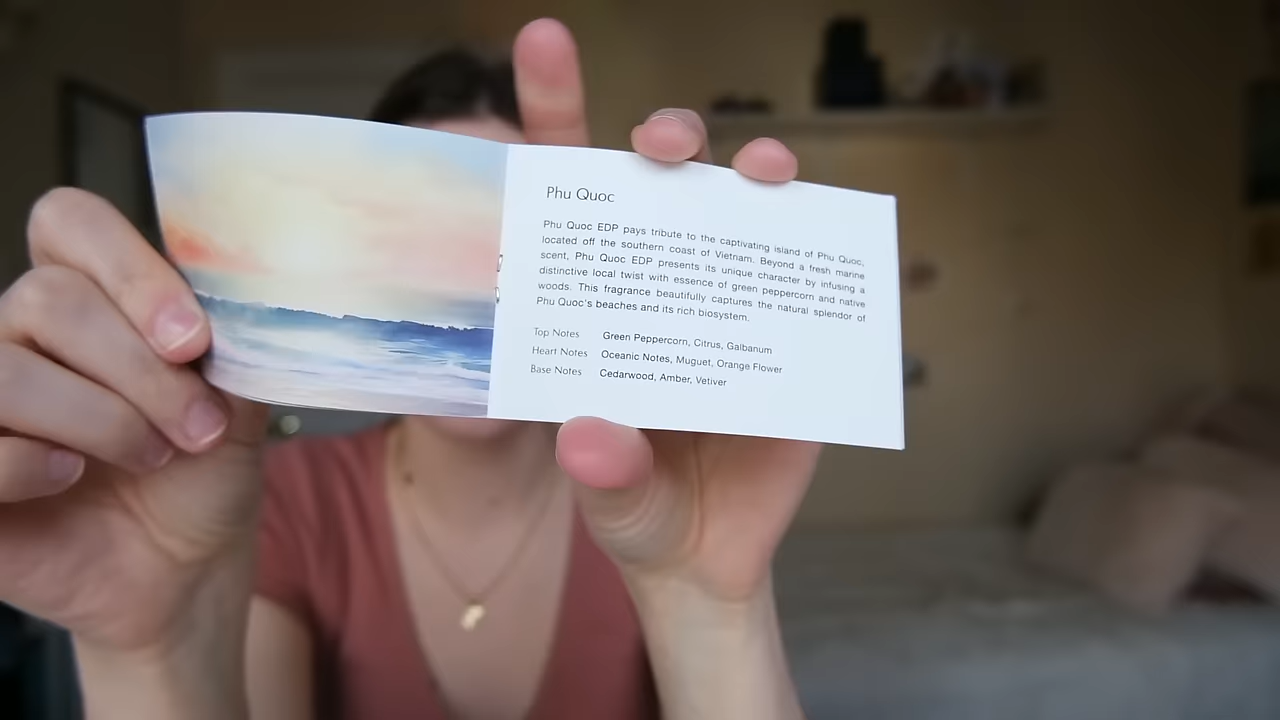 Phu Quoc
Phu Quoc EDP pays tribute to the captivating island of Phu Quoc,
located off the southern coast of Vietnam. Beyond a fresh marine
scent, Phu Quoc EDP presents its unique character by infusing a
distinctive local twist with essence of green peppercorn and native
woods. This fragrance beautifully captures the natural splendor of
Phu Quoc's beaches and its rich biosystem.
Top Notes Green Peppercorn, Citrus, Galbanum
Heart Notes Oceanic Notes, Muguet, Orange Flower
Base Notes Cedarwood, Amber, Vetiver